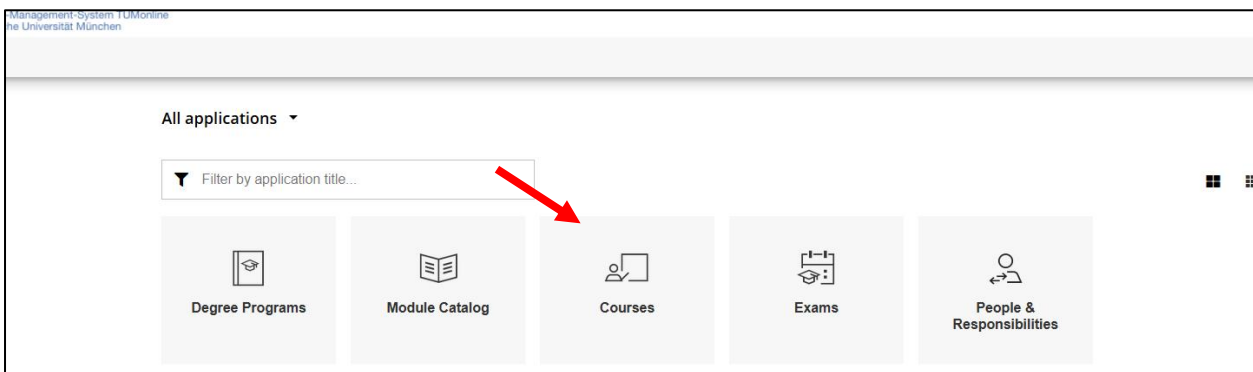 -Management-System TUMonline
he Universität München
All applications
Filter by application title...
Degree Programs
Module Catalog
Courses
Exams
People &
Responsibilities